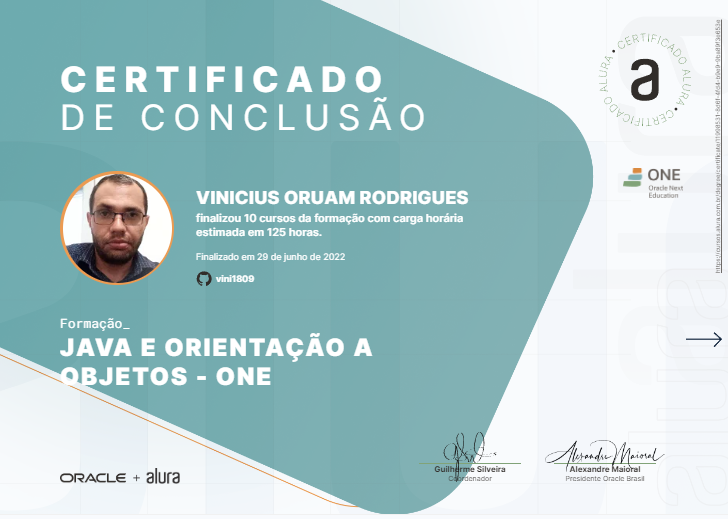 CERTIFICADO
DE CONCLUSÃO
CERTIFICADO ALURA • CERTIFICADO ALURA •
a
ONE
Oracle Next
Education
VINICIUS ORUAM RODRIGUES
finalizou 10 cursos da formação com carga horária
estimada em 125 horas.
Finalizado em 29 de junho de 2022
vini1809
Formação_
JAVA E ORIENTAÇÃO A
OBJETOS - ONE
ORACLE + alura
Guilherme Silveira
Coordenador
Alexandre Maioral
Alexandre Maioral
Presidente Oracle Brasil
alura